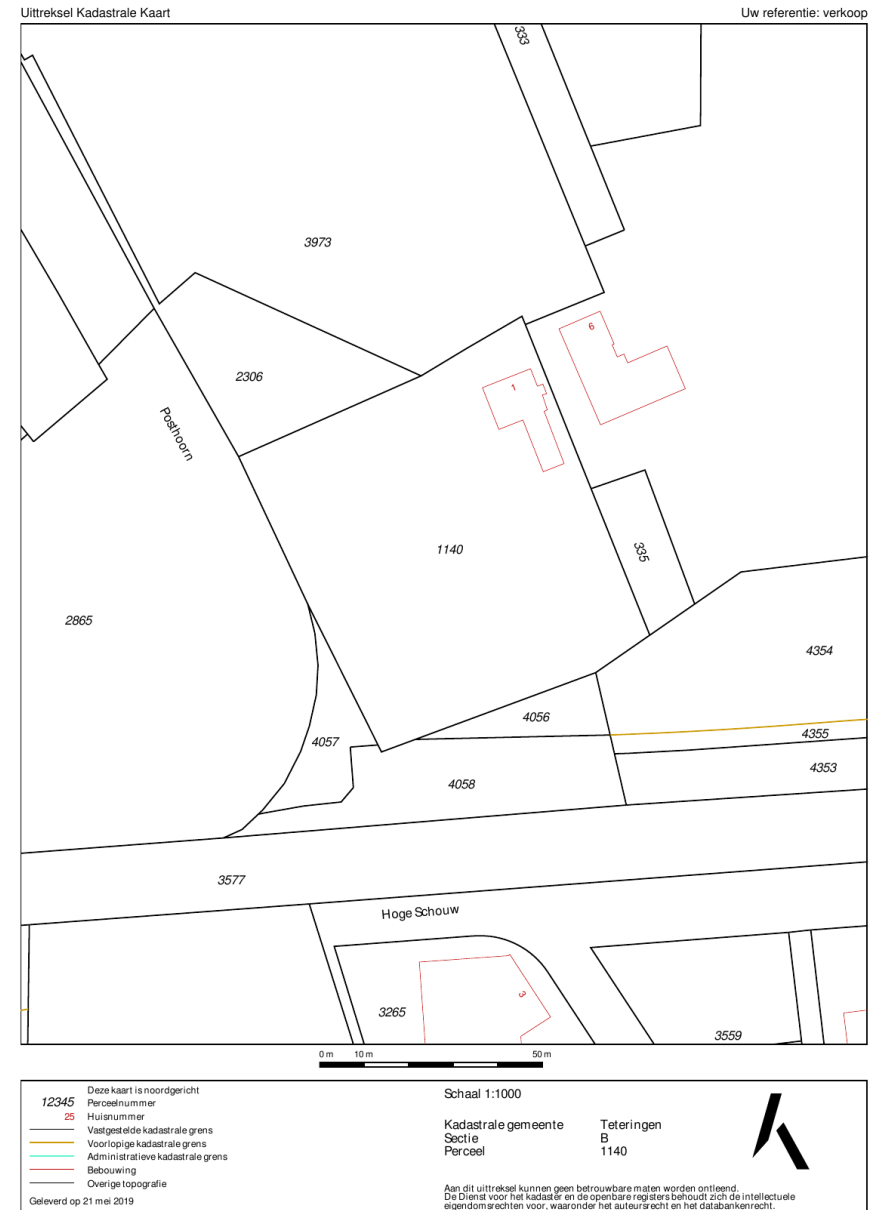 Uittreksel Kadastrale Kaart
Uw referentie: verkoop
333
3973
6
2306
1
Posthoorn
1140
335
2865
4354
4056
4355
4057
4353
4058
3577
Hoge Schouw
3
3265
3559
0 m 10 m 50 m
Deze kaart is noordgericht
12345 Perceelnummer
25 Huisnummer
Vastgestelde kadastrale grens
Voorlopige kadastrale grens
Administratieve kadastrale grens
Bebouwing
Overige topografie
Geleverd op 21 mei 2019
Schaal 1:1000
Kadastrale gemeente Teteringen
Sectie B
Perceel 1140
Aan dit uittreksel kunnen geen betrouwbare maten worden ontleend.
De Dienst voor het kadaster en de openbare registers behoudt zich de intellectuele
eigendomsrechten voor, waaronder het auteursrecht en het databankenrecht.